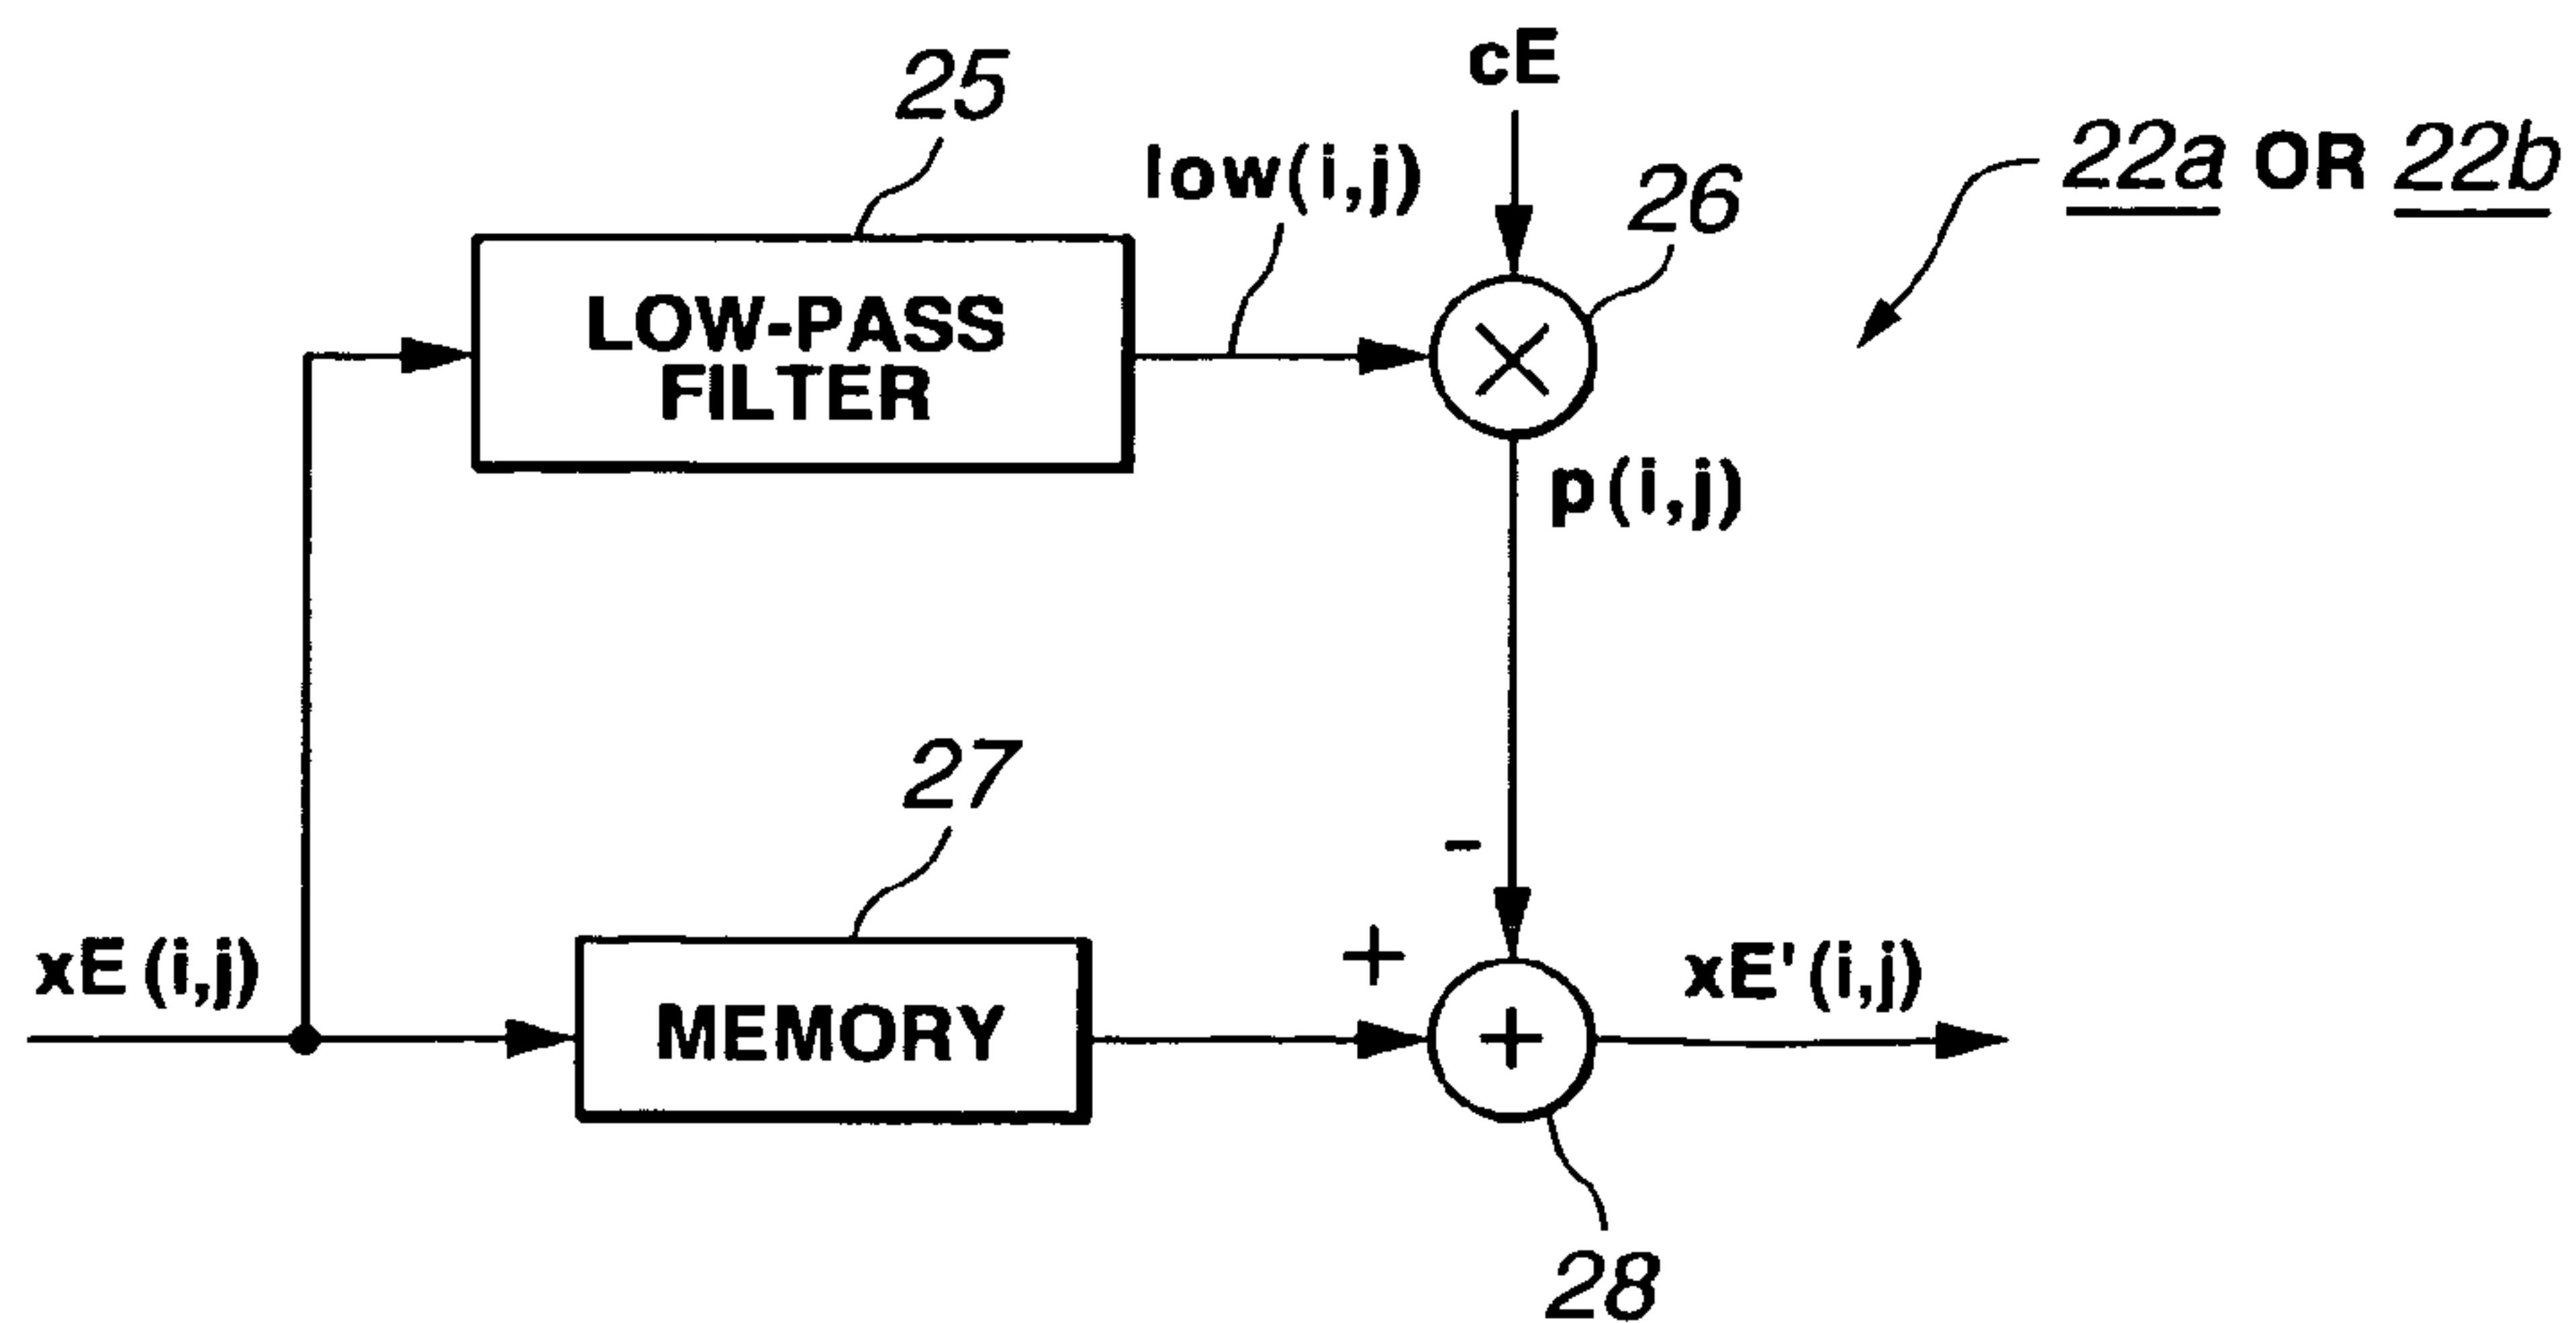 cE
25
low(i,j)
26
22a OR 22b
LOW-PASS
FILTER
×
p(i,j)
27
-
+
xE(i,j)
xE'(i,j)
MEMORY
+
28